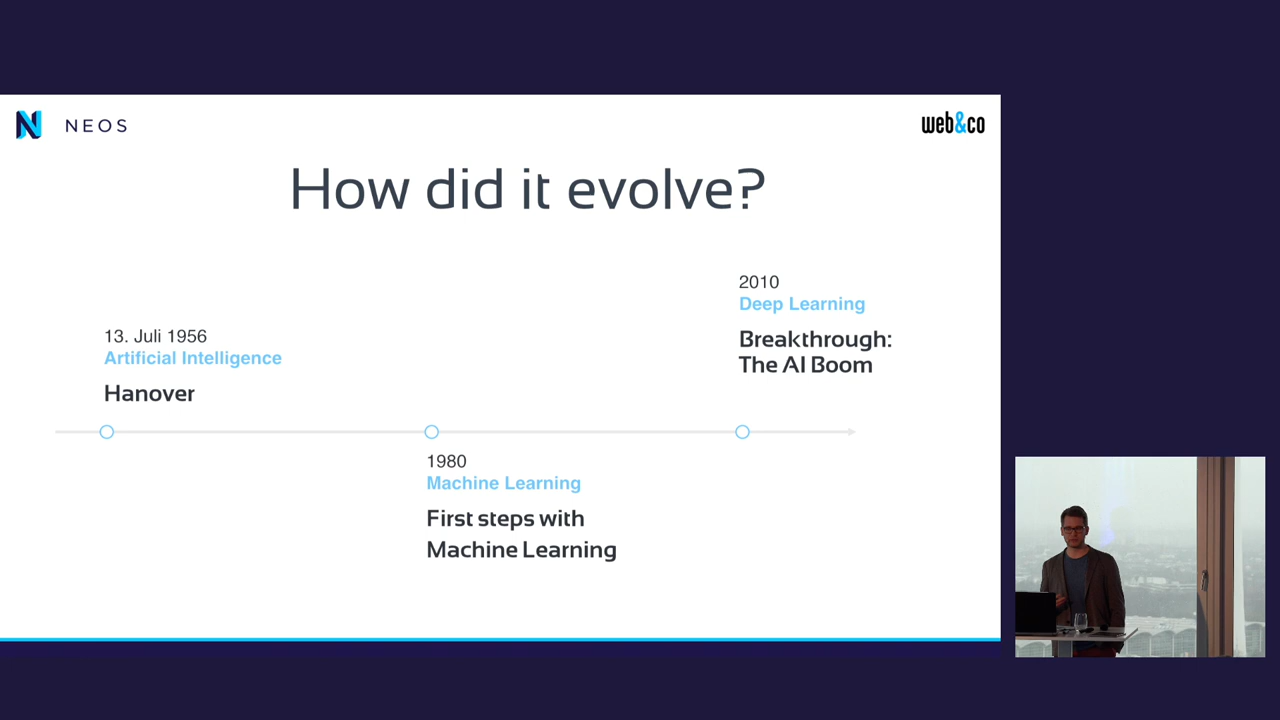 NEOS
web&co
How did it evolve?
13. Juli 1956
Artificial Intelligence
Hanover
1980
Machine Learning
First steps with
Machine Learning
2010
Deep Learning
Breakthrough:
The AI Boom